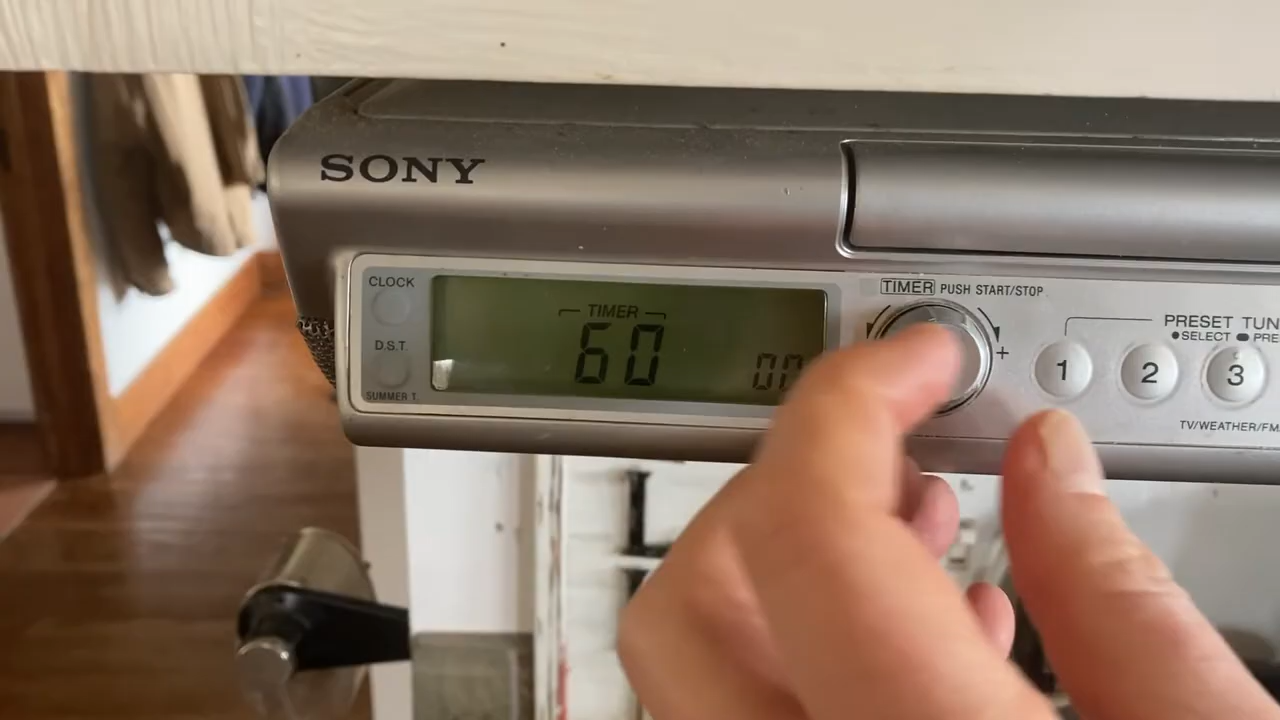 SONY
CLOCK
D.S.T.
SUMMER T.
TIMER
60 00
TIMER PUSH START/STOP
+
PRESET TUN
SELECT PRE
1 2 3
TV/WEATHER/FM